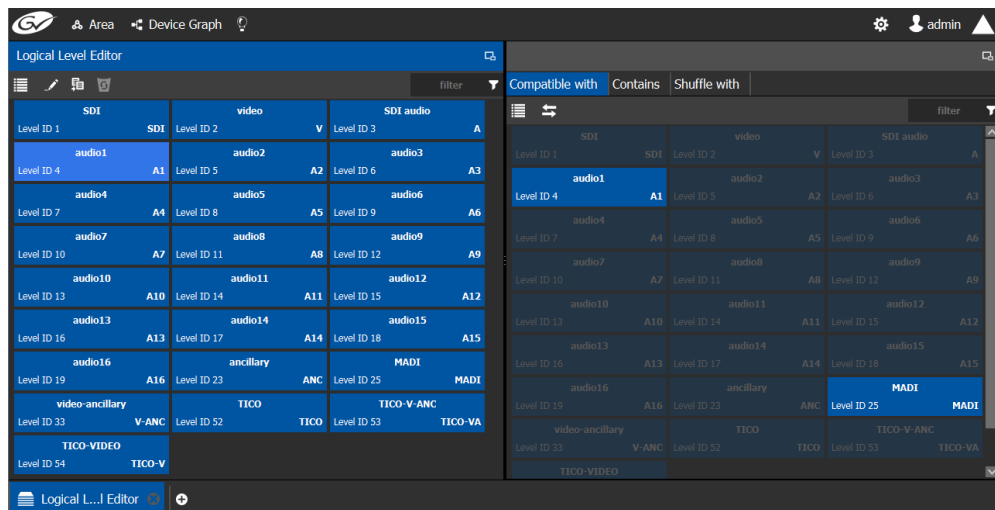 GV Area Device Graph admin
Logical Level Editor
filter
Compatible with Contains Shuffle with
filter
SDI video SDI audio
Level ID 1 SDI Level ID 2 V Level ID 3 A
audio1 audio2 audio3
Level ID 4 A1 Level ID 5 A2 Level ID 6 A3
audio4 audio5 audio6
Level ID 7 A4 Level ID 8 A5 Level ID 9 A6
audio7 audio8 audio9
Level ID 10 A7 Level ID 11 A8 Level ID 12 A9
audio10 audio11 audio12
Level ID 13 A10 Level ID 14 A11 Level ID 15 A12
audio13 audio14 audio15
Level ID 16 A13 Level ID 17 A14 Level ID 18 A15
audio16 ancillary MADI
Level ID 19 A16 Level ID 23 ANC Level ID 25 MADI
video-ancillary TICO TICO-V-ANC
Level ID 33 V-ANC Level ID 52 TICO Level ID 53 TICO-VA
TICO-VIDEO
Level ID 54 TICO-V
SDI video SDI audio
Level ID 1 SDI Level ID 2 V Level ID 3 A
audio1 audio2 audio3
Level ID 4 A1 Level ID 5 A2 Level ID 6 A3
audio4 audio5 audio6
Level ID 7 A4 Level ID 8 A5 Level ID 9 A6
audio7 audio8 audio9
Level ID 10 A7 Level ID 11 A8 Level ID 12 A9
audio10 audio11 audio12
Level ID 13 A10 Level ID 14 A11 Level ID 15 A12
audio13 audio14 audio15
Level ID 16 A13 Level ID 17 A14 Level ID 18 A15
audio16 ancillary MADI
Level ID 19 A16 Level ID 23 ANC Level ID 25 MADI
video-ancillary TICO TICO-V-ANC
Level ID 33 V-ANC Level ID 52 TICO Level ID 53 TICO-VA
TICO-VIDEO
Logical L...l Editor